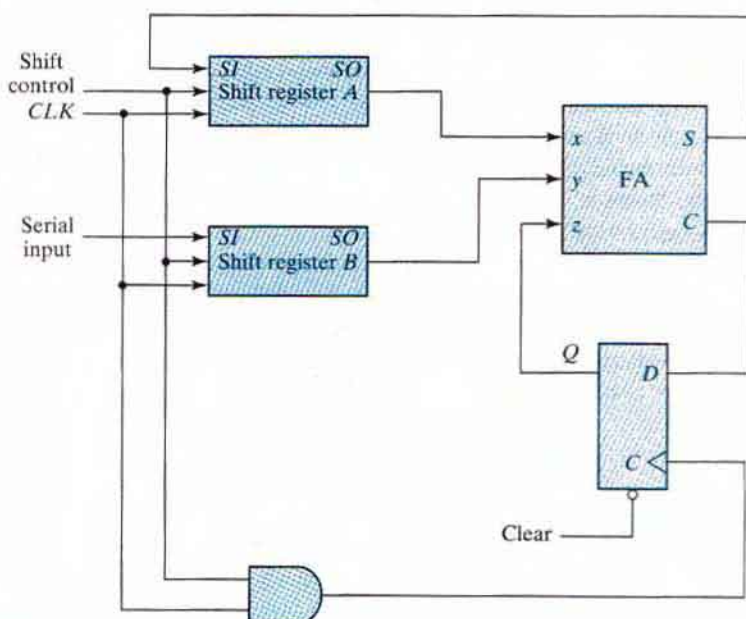 Shift
control
CLK
SI SO
Shift register A
x S
FA
y
z C
Serial
input
SI SO
Shift register B
Q
D
C
Clear